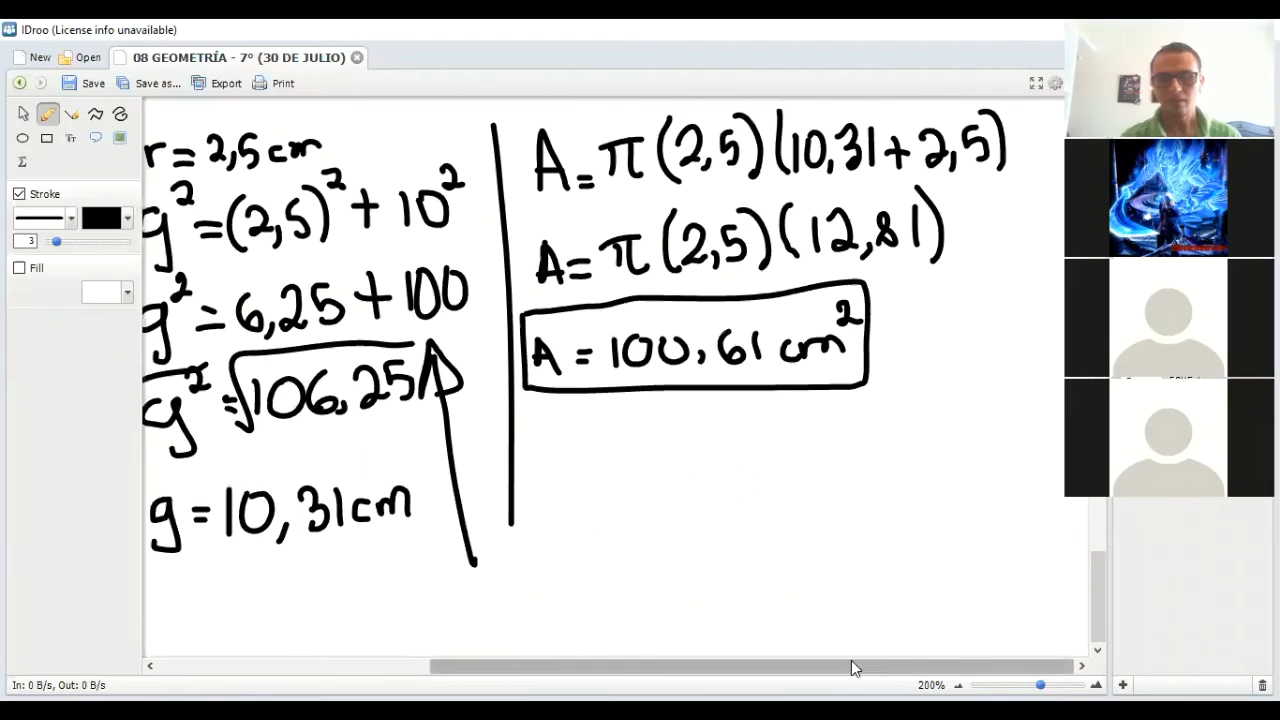 IDroo (License info unavailable)
New Open 08 GEOMETRÍA - 7º (30 DE JULIO)
Save Save as... Export Print
Stroke
3
Fill
r = 2,5 cm
g² = (2,5)² + 10²
g² = 6,25 + 100
√g² = √106,25
g = 10,31 cm
A = π (2,5) (10,31 + 2,5)
A = π (2,5) (12,81)
A = 100,61 cm²
In: 0 B/s, Out: 0 B/s
200%